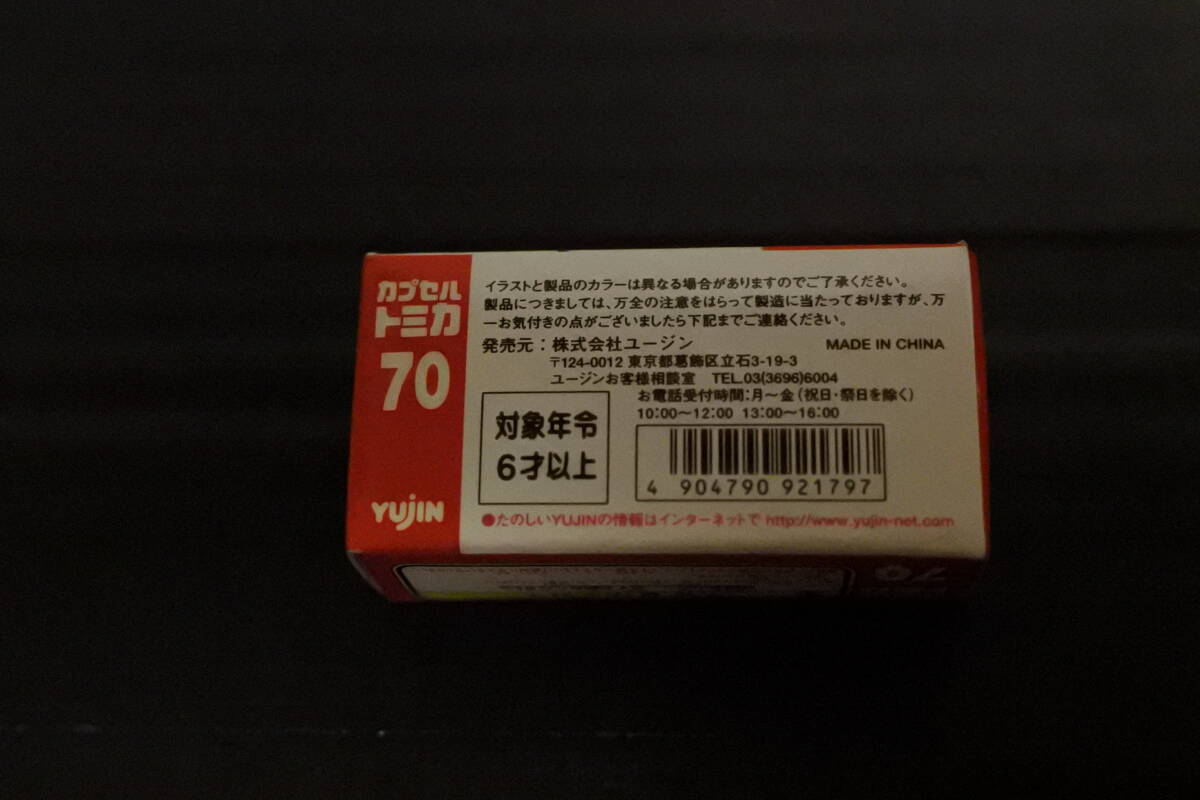 カプセル
トミカ
70
YUJIN
イラストと製品のカラーは異なる場合がありますのでご了承ください。
製品につきましては、万全の注意をはらって製造に当たっておりますが、万
一お気付きの点がございましたら下記までご連絡ください。
発売元:株式会社ユージン MADE IN CHINA
〒124-0012 東京都葛飾区立石3-19-3
ユージンお客様相談室 TEL.03(3696)6004
お電話受付時間:月〜金(祝日・祭日を除く)
10:00〜12:00 13:00〜16:00
対象年令
6才以上
4 904790 921797
●たのしいYUJINの情報はインターネットで http://www.yujin-net.com
70